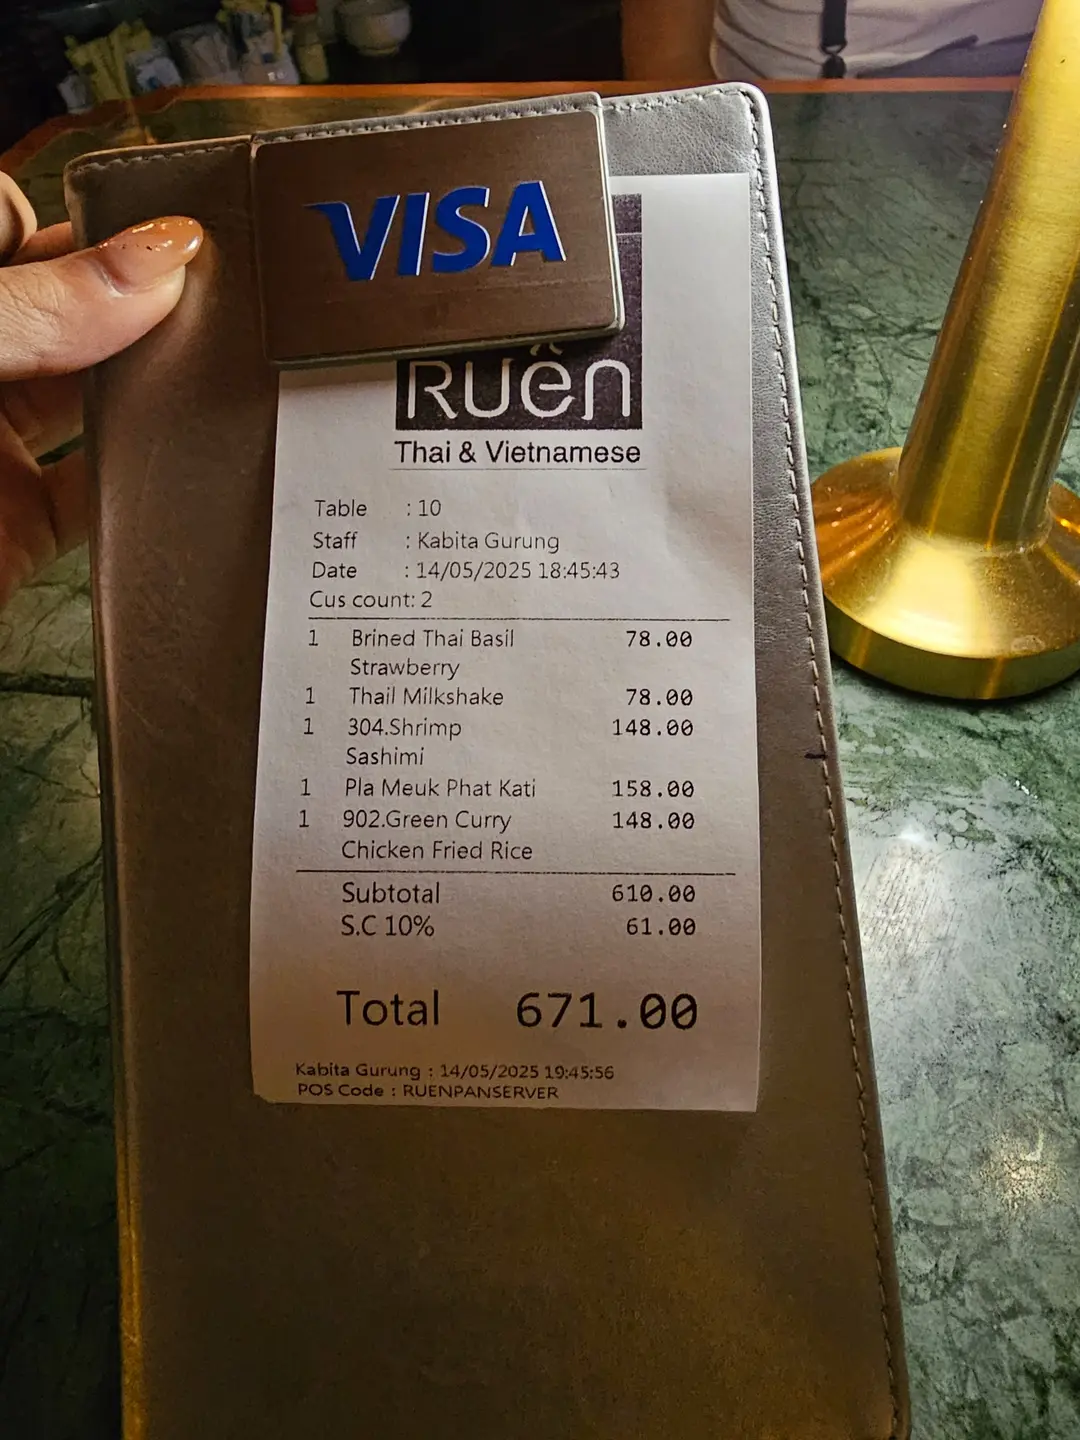 VISA
Ruên
Thai & Vietnamese
Table : 10
Staff : Kabita Gurung
Date : 14/05/2025 18:45:43
Cus count: 2
1 Brined Thai Basil 78.00
Strawberry
1 Thail Milkshake 78.00
1 304.Shrimp 148.00
Sashimi
1 Pla Meuk Phat Kati 158.00
1 902.Green Curry 148.00
Chicken Fried Rice
Subtotal 610.00
S.C 10% 61.00
Total 671.00
Kabita Gurung : 14/05/2025 19:45:56
POS Code : RUENPANSERVER